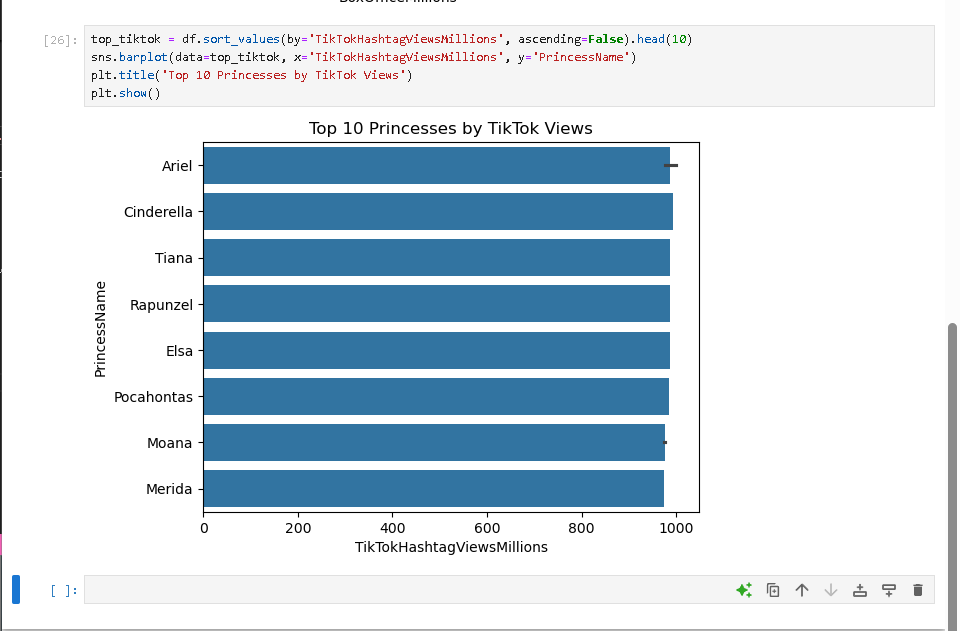 BoxOfficeMillions
[26]: top_tiktok = df.sort_values(by='TikTokHashtagViewsMillions', ascending=False).head(10)
sns.barplot(data=top_tiktok, x='TikTokHashtagViewsMillions', y='PrincessName')
plt.title('Top 10 Princesses by TikTok Views')
plt.show()
Top 10 Princesses by TikTok Views
Ariel
Cinderella
Tiana
Rapunzel
Elsa
Pocahontas
Moana
Merida
PrincessName
0 200 400 600 800 1000
TikTokHashtagViewsMillions
[ ]: